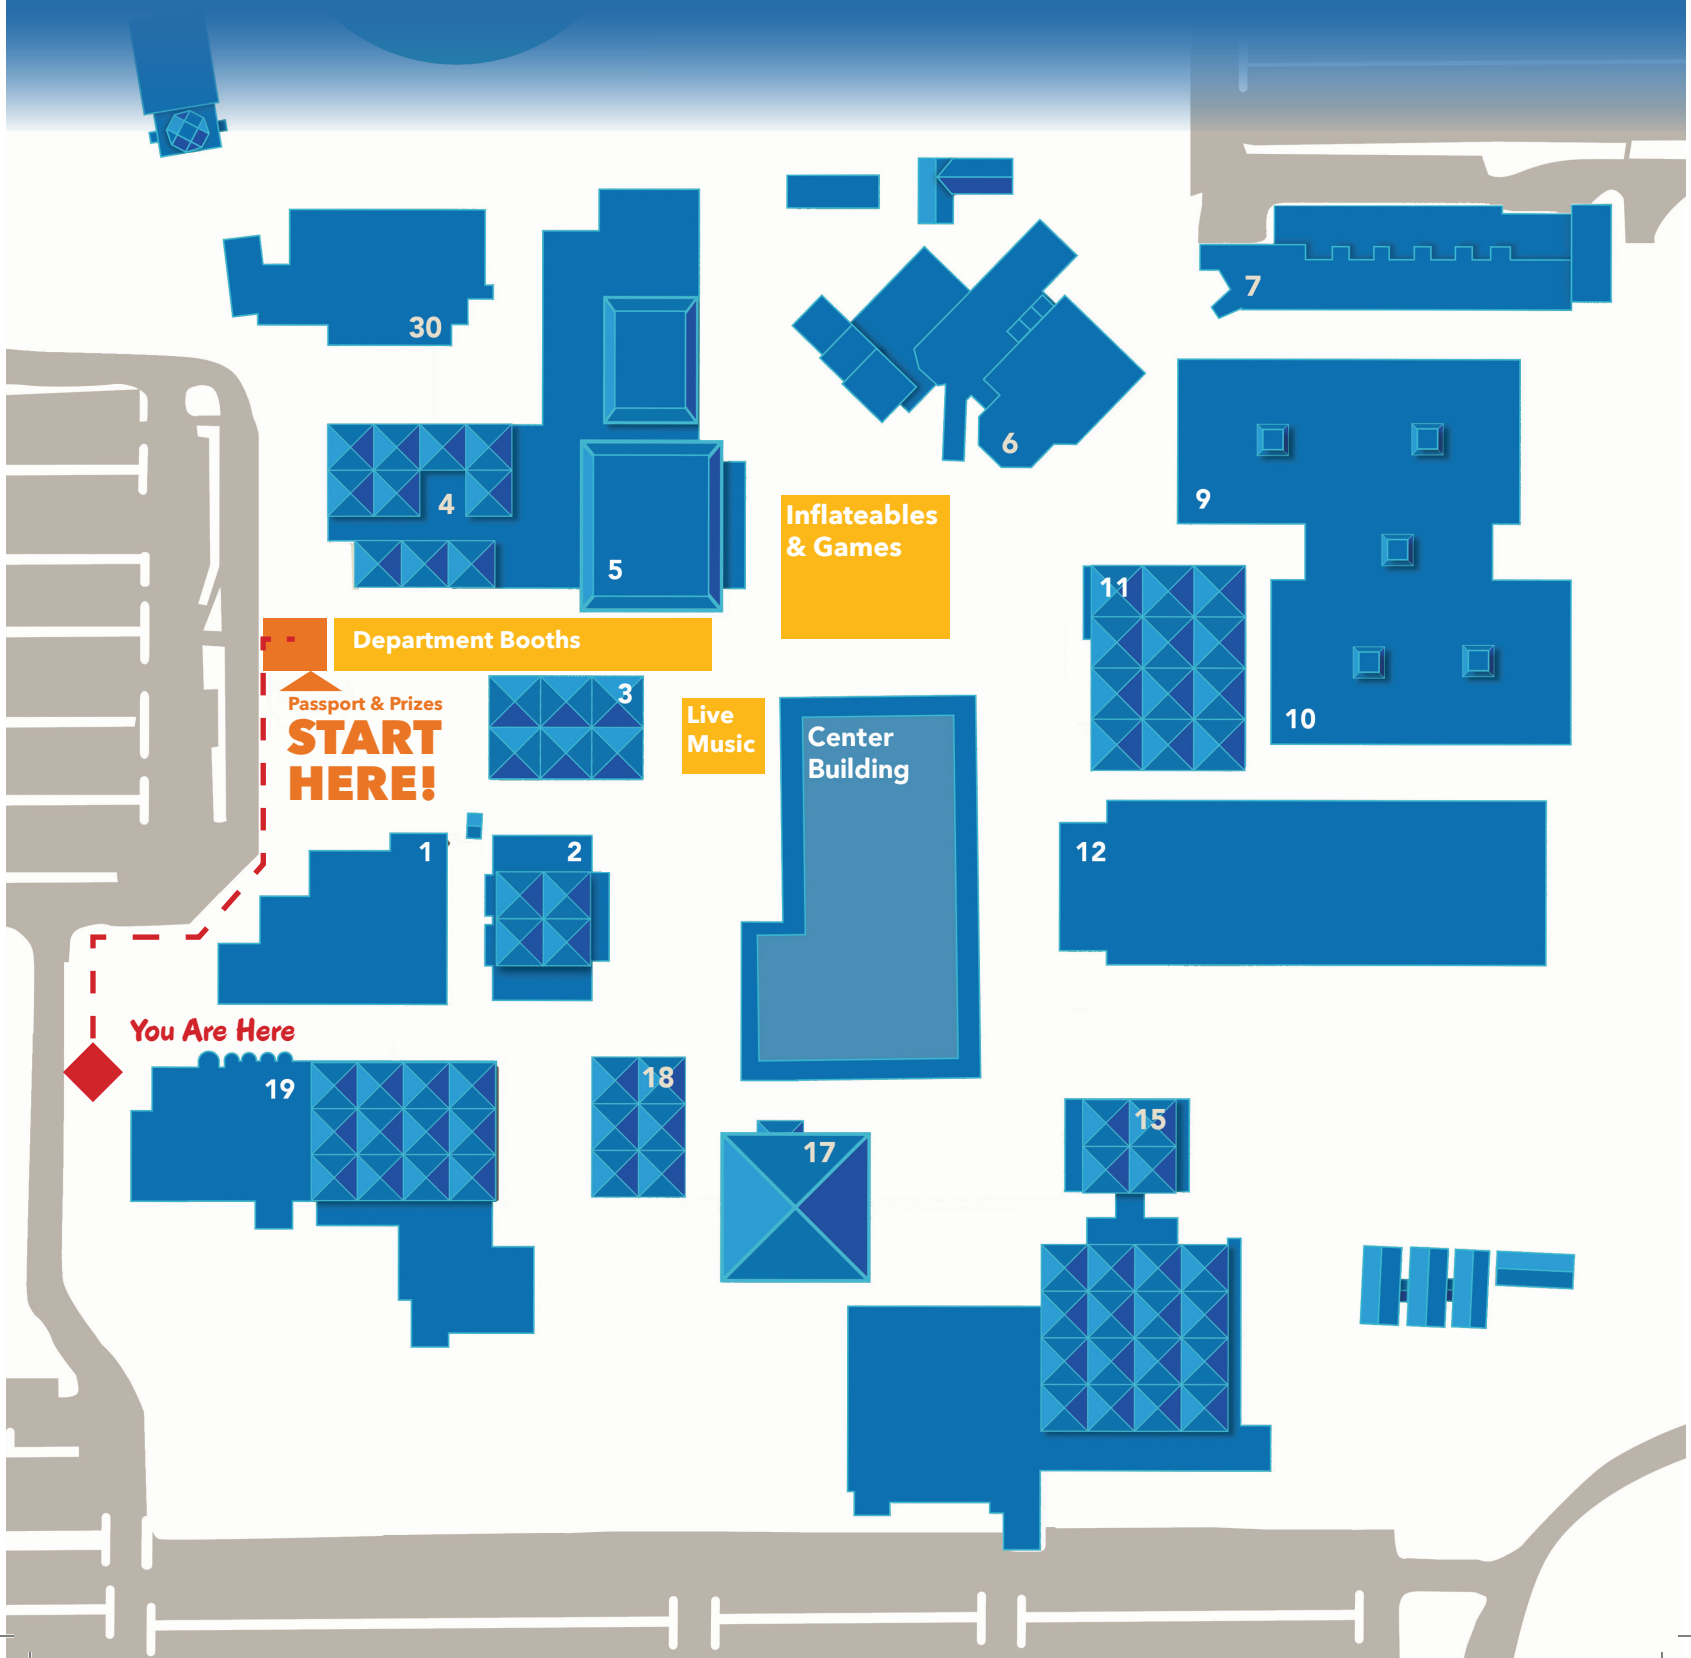 7
30
6
9
4
Inflateables
& Games
5
11
Department Booths
3
Passport & Prizes
START
HERE!
Live
Music
Center
Building
10
1
2
12
You Are Here
19
18
15
17